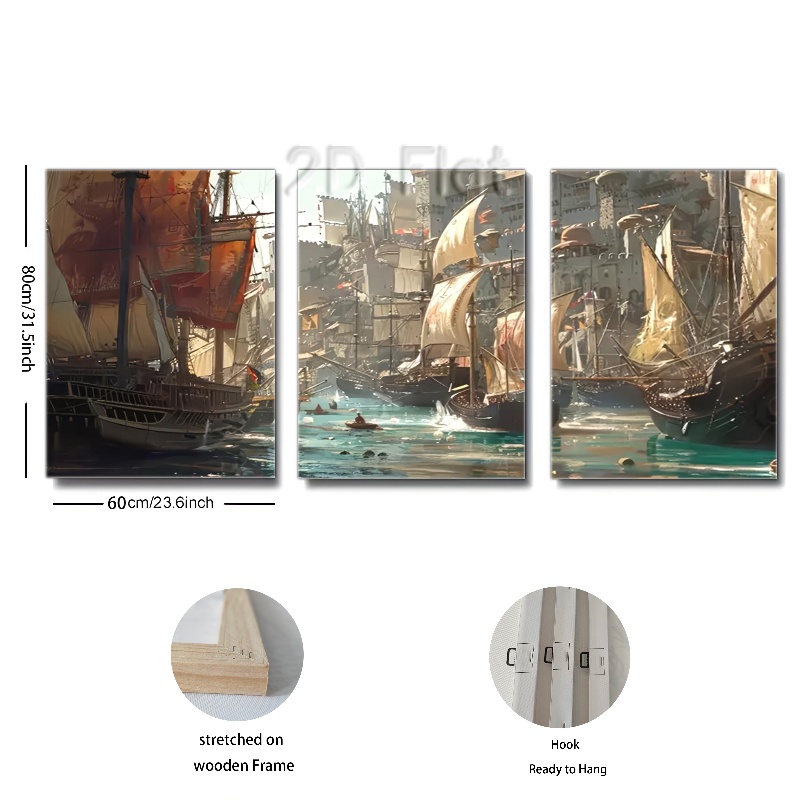 2D Flat
80cm/31.5inch
60cm/23.6inch
stretched on
wooden Frame
Hook
Ready to Hang